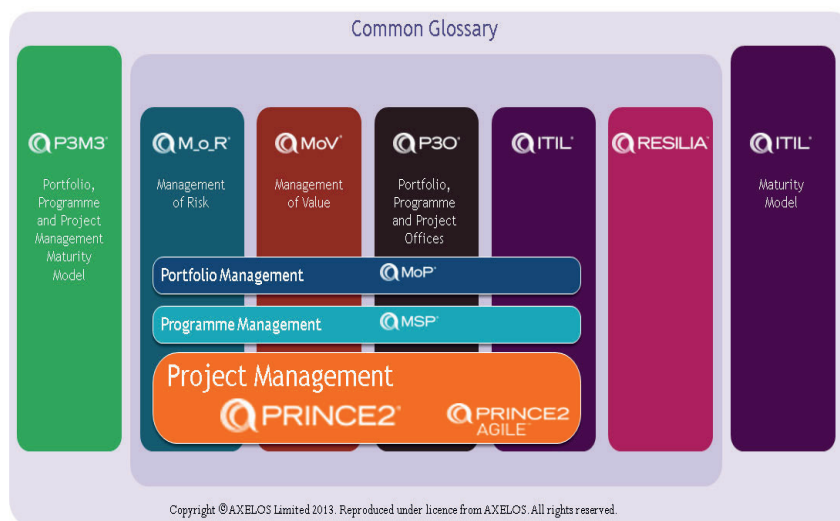 Common Glossary
P3M3®
Portfolio,
Programme
and Project
Management
Maturity
Model
M_o_R®
Management
of Risk
MoV®
Management
of Value
P3O®
Portfolio,
Programme
and Project
Offices
ITIL®
RESILIA™
ITIL®
Maturity
Model
Portfolio Management MoP®
Programme Management MSP®
Project Management
PRINCE2®
PRINCE2
AGILE™
Copyright ©AXELOS Limited 2013. Reproduced under licence from AXELOS. All rights reserved.